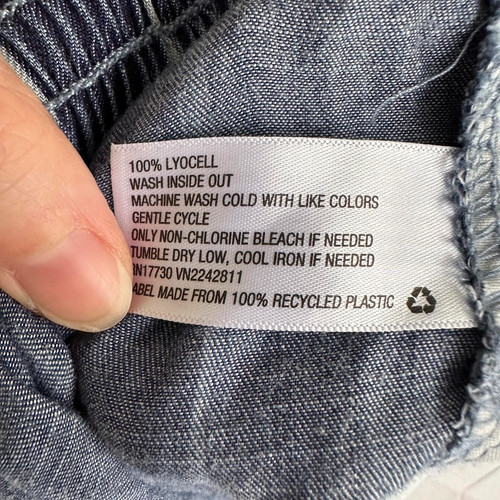 100% LYOCELL
WASH INSIDE OUT
MACHINE WASH COLD WITH LIKE COLORS
GENTLE CYCLE
ONLY NON-CHLORINE BLEACH IF NEEDED
TUMBLE DRY LOW, COOL IRON IF NEEDED
RN17730 VN2242811
ABEL MADE FROM 100% RECYCLED PLASTIC